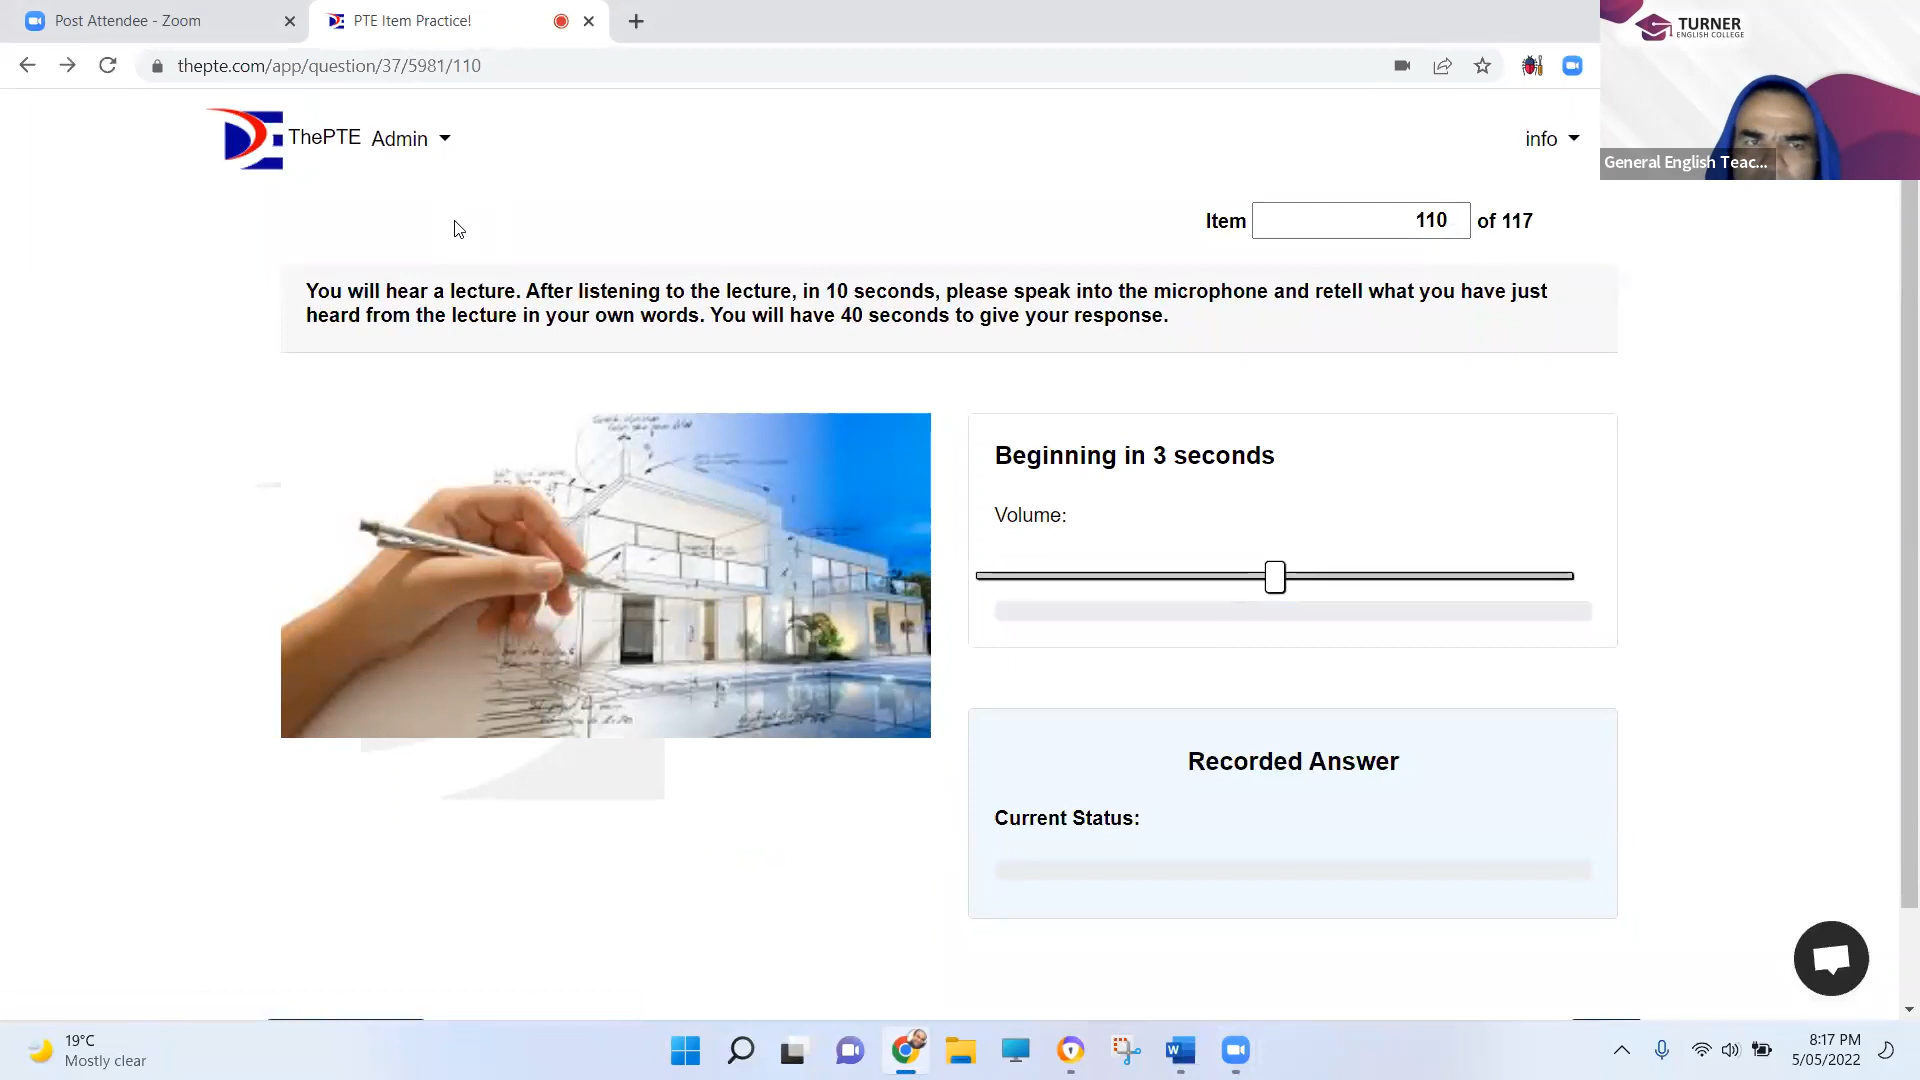 Post Attendee - Zoom
PTE Item Practice!
TURNER
ENGLISH COLLEGE
thepte.com/app/question/37/5981/110
ThePTE Admin
info
General English Teac...
Item 110 of 117
You will hear a lecture. After listening to the lecture, in 10 seconds, please speak into the microphone and retell what you have just
heard from the lecture in your own words. You will have 40 seconds to give your response.
Beginning in 3 seconds
Volume:
Recorded Answer
Current Status:
19°C
Mostly clear
8:17 PM
5/05/2022